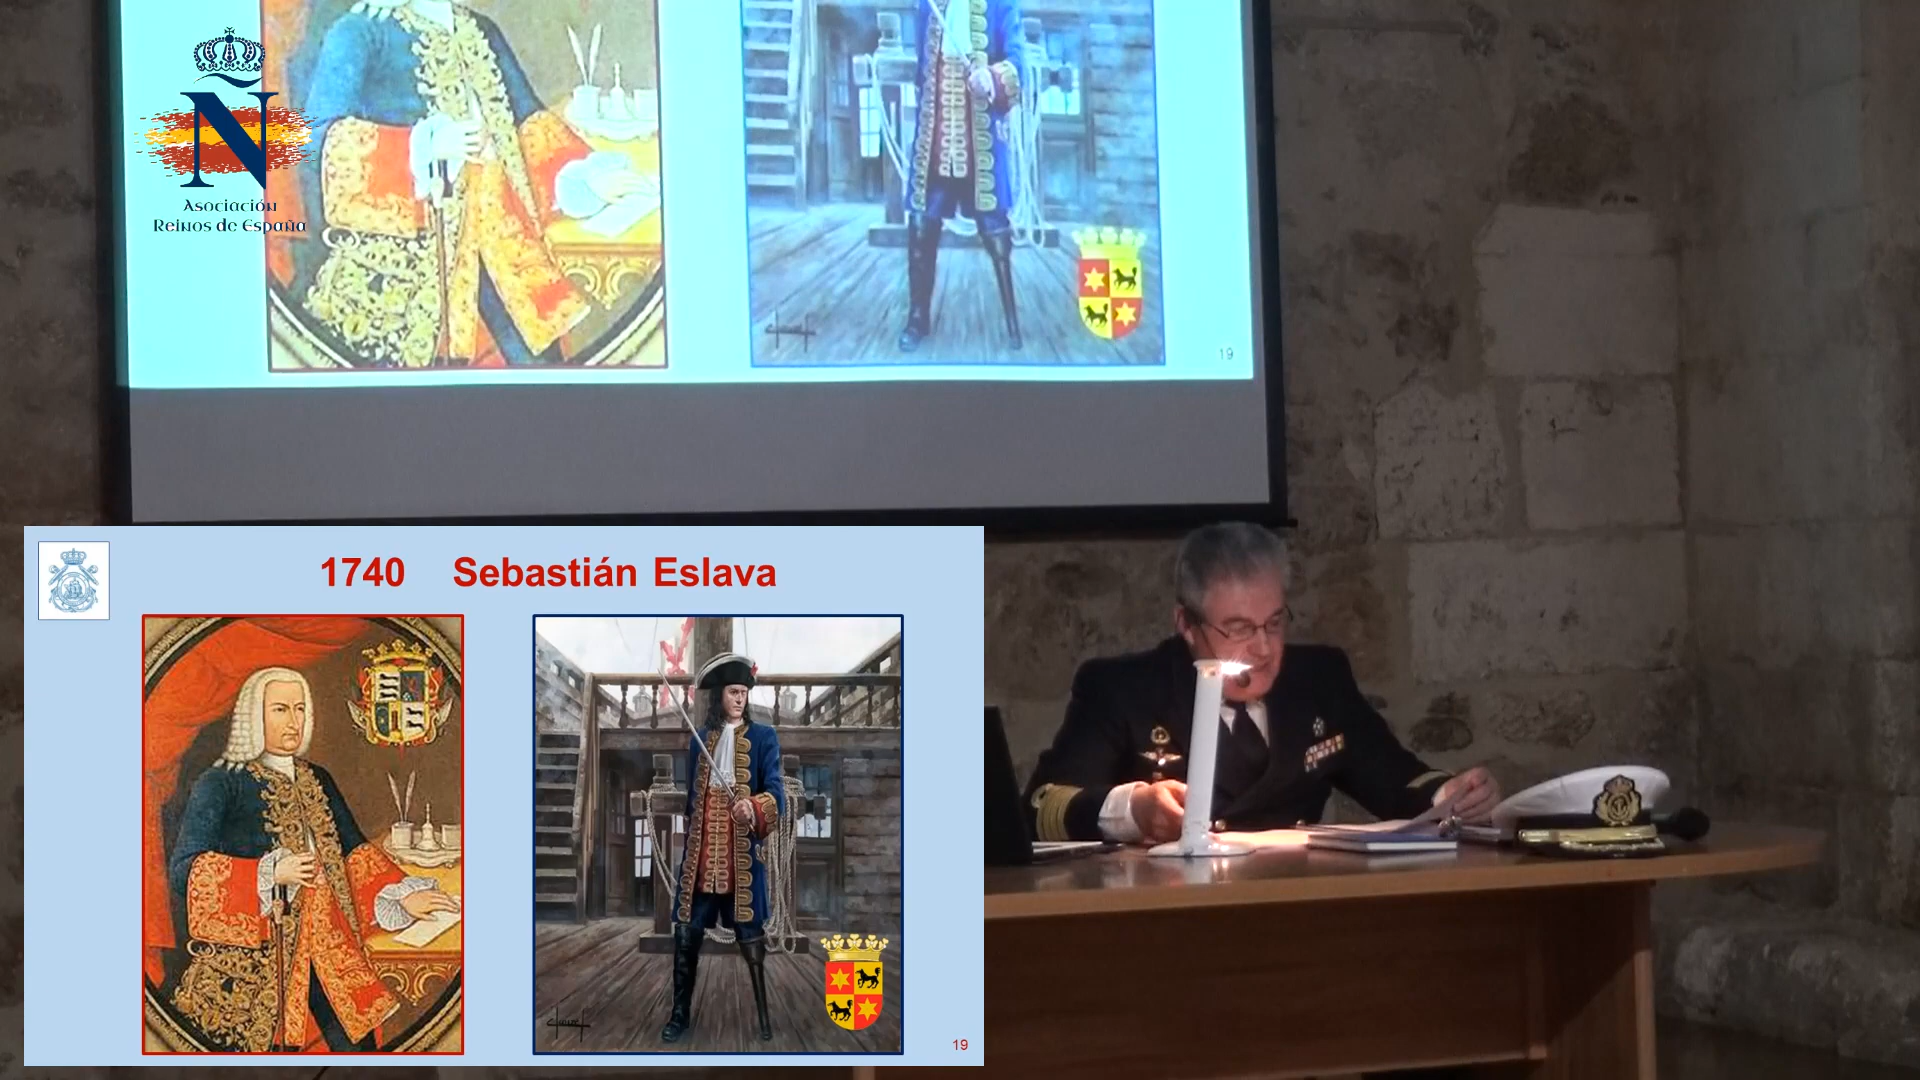 Ñ
Asociación
Reinos de España
19
1740 Sebastián Eslava
19